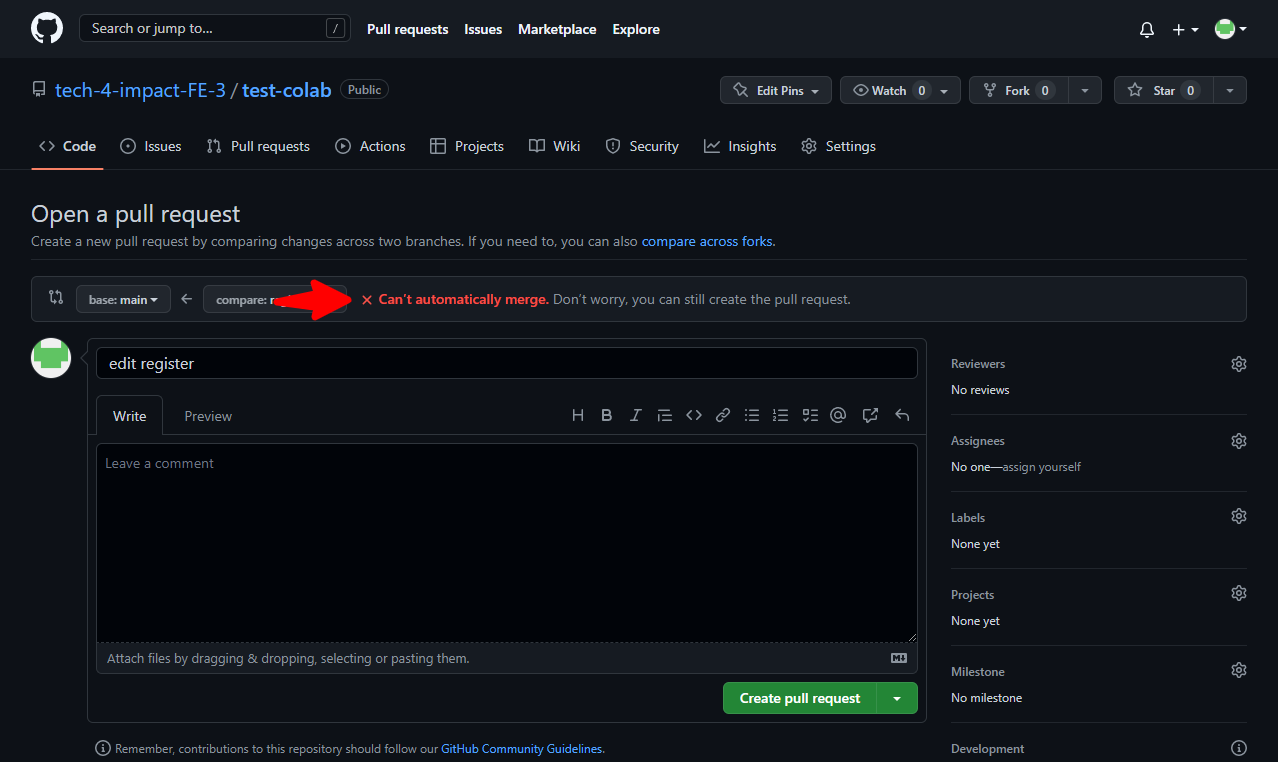 Search or jump to... /
Pull requests Issues Marketplace Explore
tech-4-impact-FE-3 / test-colab Public
Edit Pins Watch 0 Fork 0 Star 0
Code Issues Pull requests Actions Projects Wiki Security Insights Settings
Open a pull request
Create a new pull request by comparing changes across two branches. If you need to, you can also compare across forks.
base: main compare: Can't automatically merge. Don't worry, you can still create the pull request.
edit register
Write Preview
Leave a comment
Attach files by dragging & dropping, selecting or pasting them.
Create pull request
Remember, contributions to this repository should follow our GitHub Community Guidelines.
Reviewers
No reviews
Assignees
No one—assign yourself
Labels
None yet
Projects
None yet
Milestone
No milestone
Development